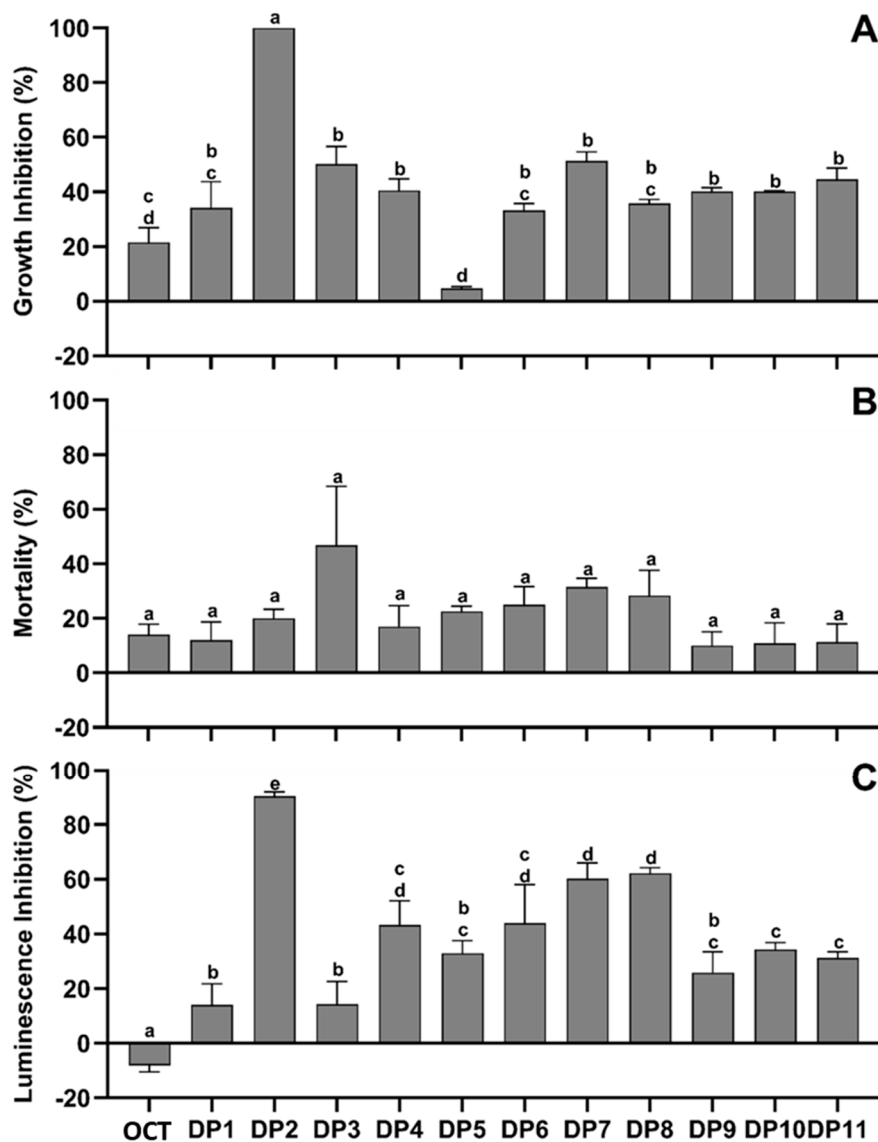 A
Growth Inhibition (%)
100
80
60
40
20
0
-20
c
d
b
c
a
b
b
d
b
c
b
b
c
b
b
b
B
Mortality (%)
100
80
60
40
20
0
-20
a
a
a
a
a
a
a
a
a
a
a
a
C
Luminescence Inhibition (%)
100
80
60
40
20
0
-20
a
b
e
b
c
d
b
c
c
d
d
d
b
c
c
c
OCT DP1 DP2 DP3 DP4 DP5 DP6 DP7 DP8 DP9 DP10 DP11